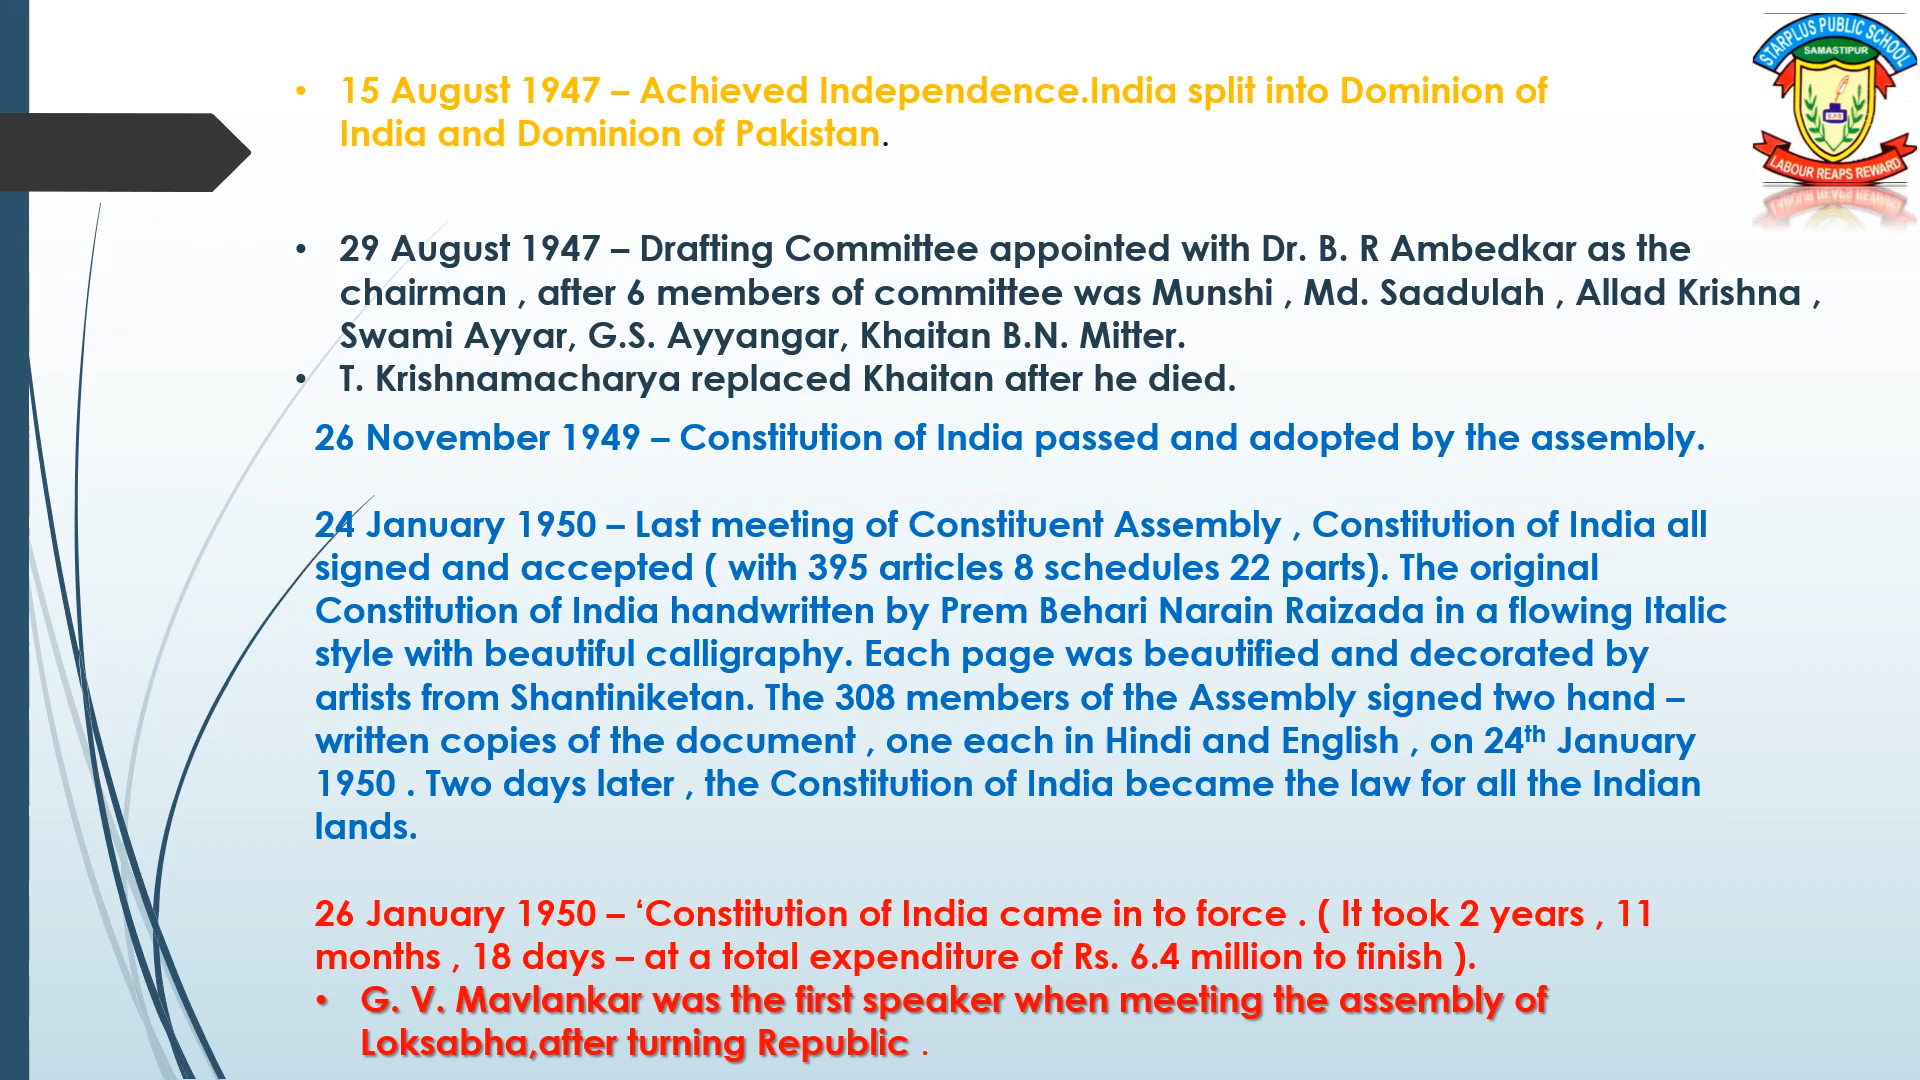 STARPLUS PUBLIC SCHOOL
SAMASTIPUR
LABOUR REAPS REWARD
• 15 August 1947 – Achieved Independence.India split into Dominion of
India and Dominion of Pakistan.
• 29 August 1947 – Drafting Committee appointed with Dr. B. R Ambedkar as the
chairman , after 6 members of committee was Munshi , Md. Saadulah , Allad Krishna ,
Swami Ayyar, G.S. Ayyangar, Khaitan B.N. Mitter.
• T. Krishnamacharya replaced Khaitan after he died.
26 November 1949 – Constitution of India passed and adopted by the assembly.
24 January 1950 – Last meeting of Constituent Assembly , Constitution of India all
signed and accepted ( with 395 articles 8 schedules 22 parts). The original
Constitution of India handwritten by Prem Behari Narain Raizada in a flowing Italic
style with beautiful calligraphy. Each page was beautified and decorated by
artists from Shantiniketan. The 308 members of the Assembly signed two hand –
written copies of the document , one each in Hindi and English , on 24th January
1950 . Two days later , the Constitution of India became the law for all the Indian
lands.
26 January 1950 – ‘Constitution of India came in to force . ( It took 2 years , 11
months , 18 days – at a total expenditure of Rs. 6.4 million to finish ).
• G. V. Mavlankar was the first speaker when meeting the assembly of
Loksabha,after turning Republic .